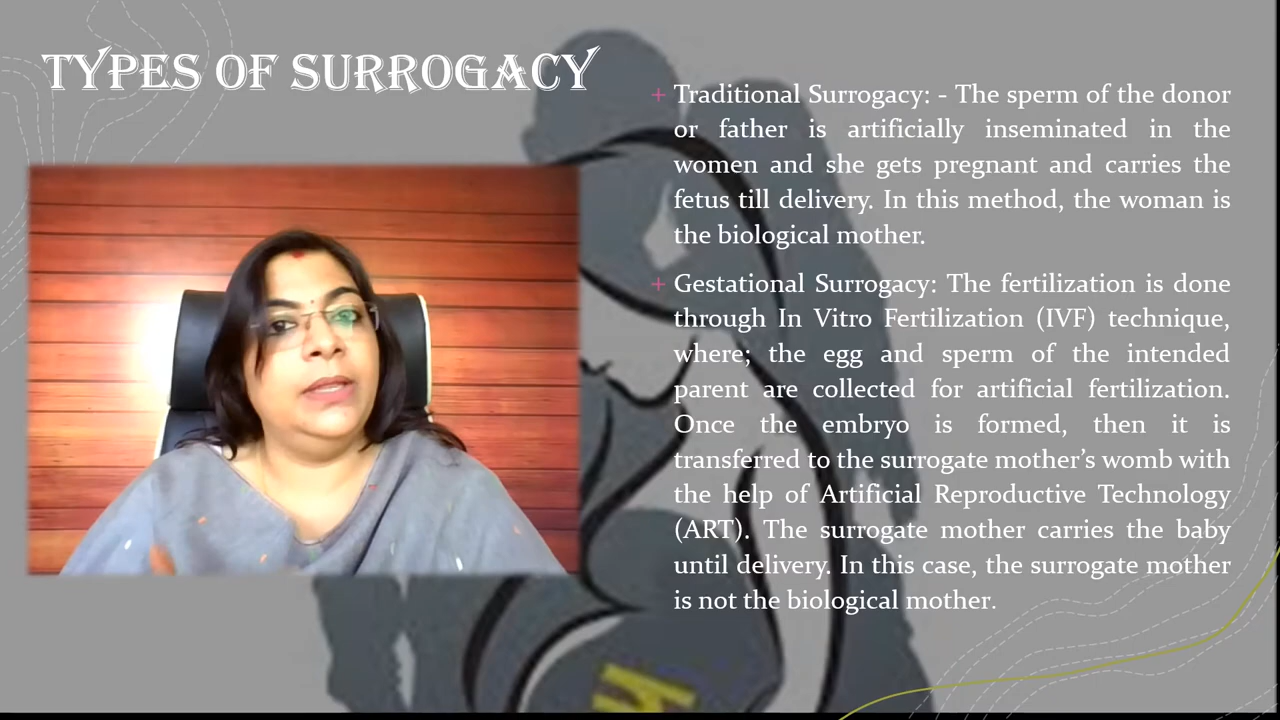 TYPES OF SURROGACY
+ Traditional Surrogacy: - The sperm of the donor
or father is artificially inseminated in the
women and she gets pregnant and carries the
fetus till delivery. In this method, the woman is
the biological mother.
+ Gestational Surrogacy: The fertilization is done
through In Vitro Fertilization (IVF) technique,
where; the egg and sperm of the intended
parent are collected for artificial fertilization.
Once the embryo is formed, then it is
transferred to the surrogate mother’s womb with
the help of Artificial Reproductive Technology
(ART). The surrogate mother carries the baby
until delivery. In this case, the surrogate mother
is not the biological mother.